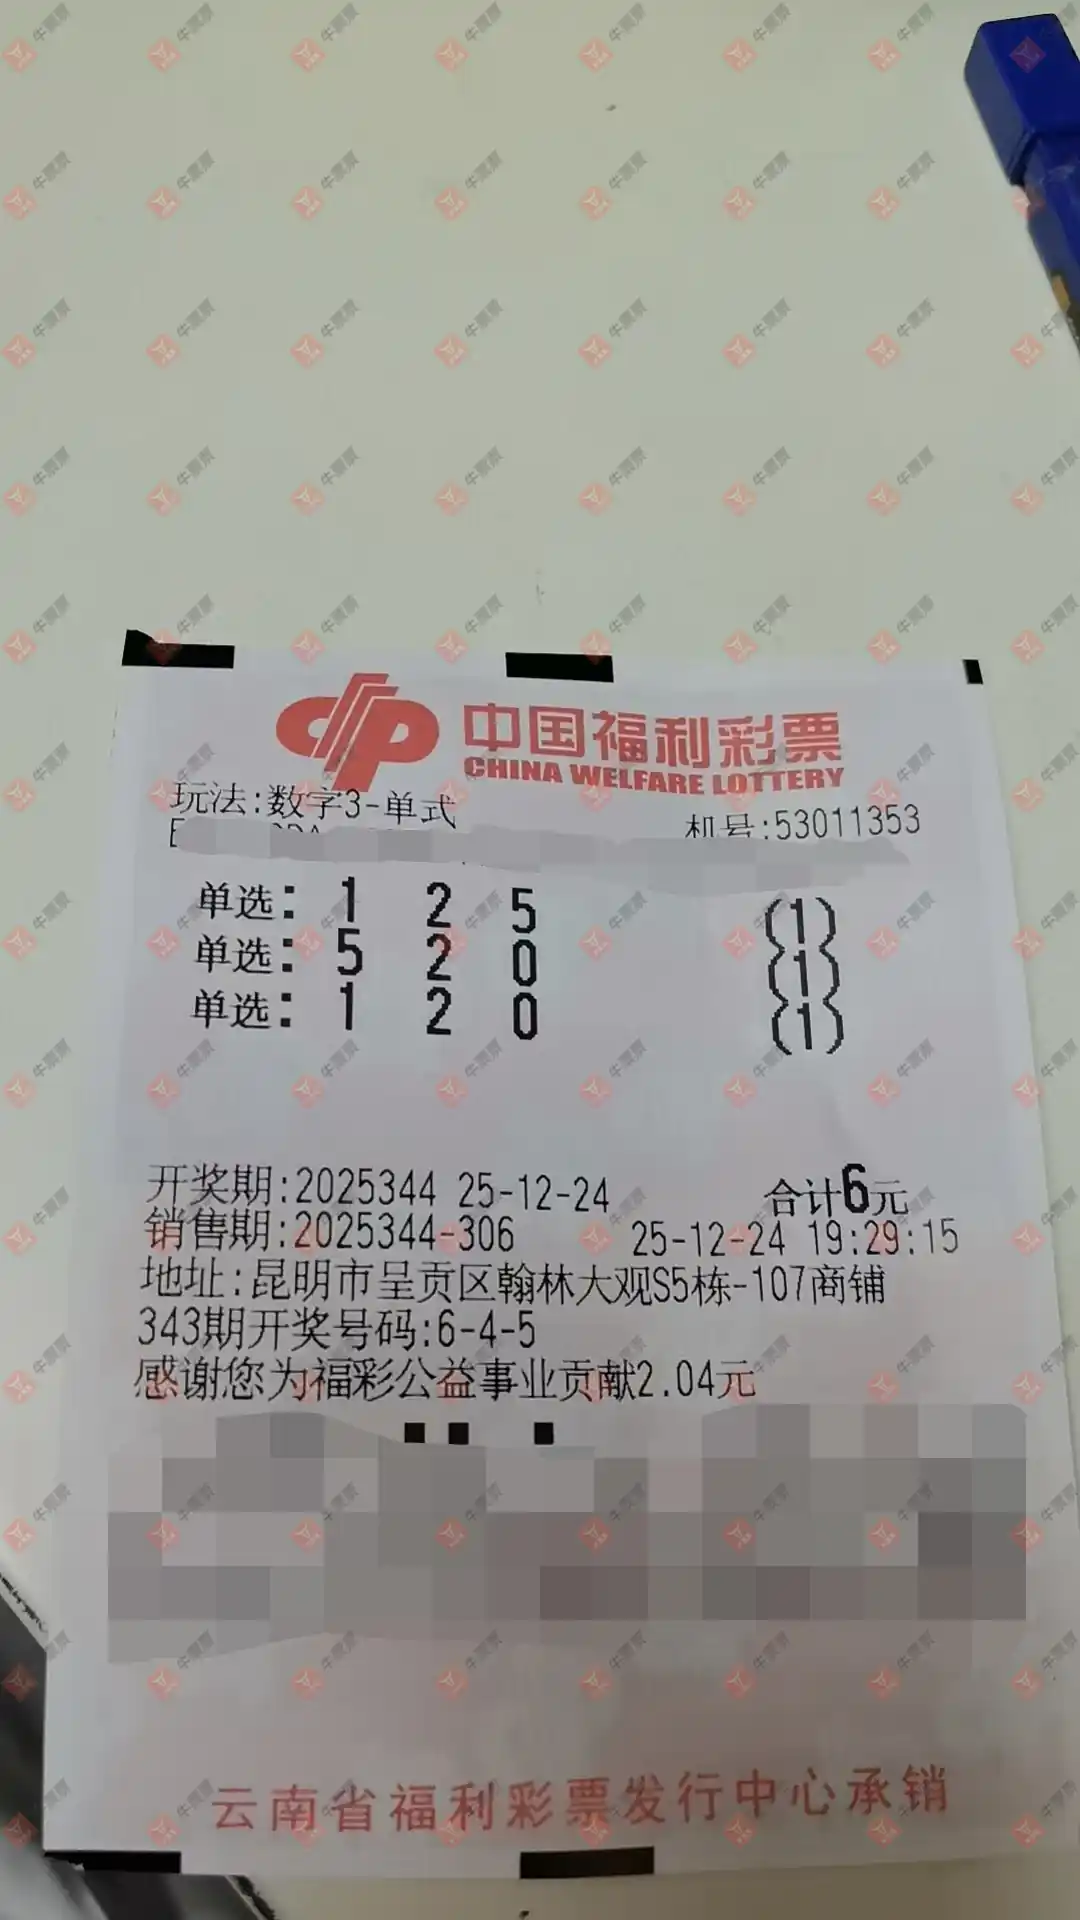 中国福利彩票
CHINA WELFARE LOTTERY
玩法:数字3-单式
机号:53011353
单选: 1 2 5 (1)
单选: 5 2 0 (1)
单选: 1 2 0 (1)
开奖期:2025344 25-12-24 合计6元
销售期:2025344-306 25-12-24 19:29:15
地址:昆明市呈贡区翰林大观S5栋-107商铺
343期开奖号码:6-4-5
感谢您为福彩公益事业贡献2.04元
云南省福利彩票发行中心承销